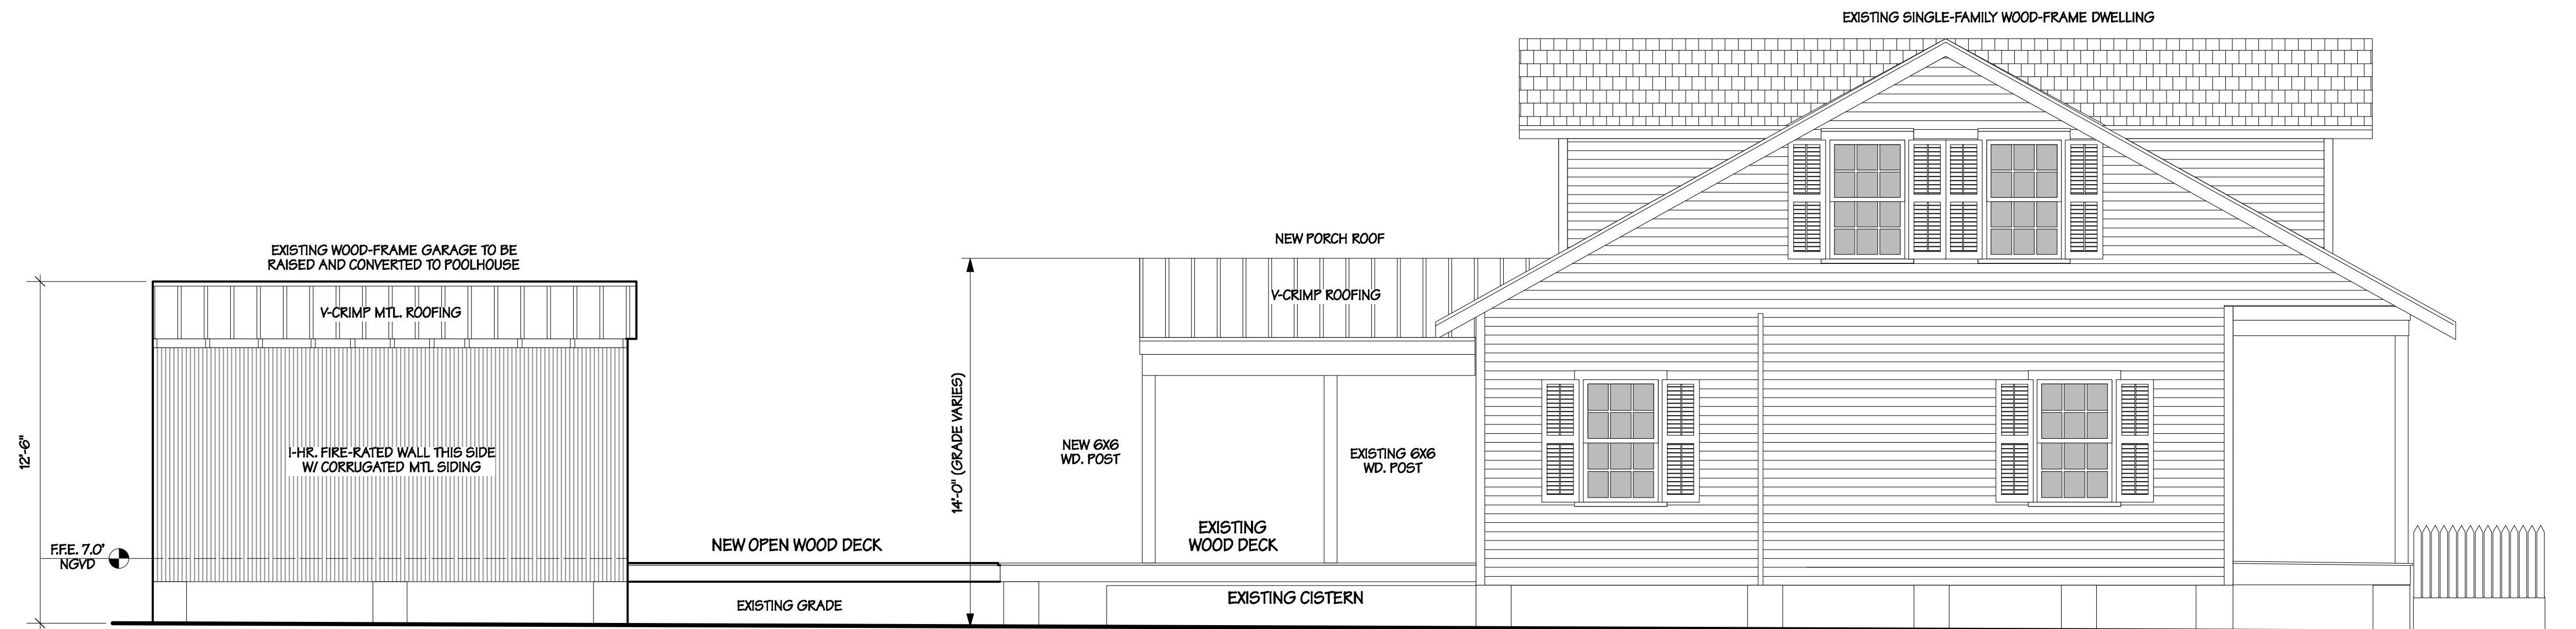 EXISTING SINGLE-FAMILY WOOD-FRAME DWELLING
EXISTING WOOD-FRAME GARAGE TO BE
RAISED AND CONVERTED TO POOLHOUSE
NEW PORCH ROOF
V-CRIMP MTL. ROOFING
V-CRIMP ROOFING
12'-6"
1-HR. FIRE-RATED WALL THIS SIDE
W/ CORRUGATED MTL SIDING
14'-0" (GRADE VARIES)
NEW 6X6
WD. POST
EXISTING 6X6
WD. POST
F.F.E. 7.0'
NGVD
NEW OPEN WOOD DECK
EXISTING
WOOD DECK
EXISTING GRADE
EXISTING CISTERN